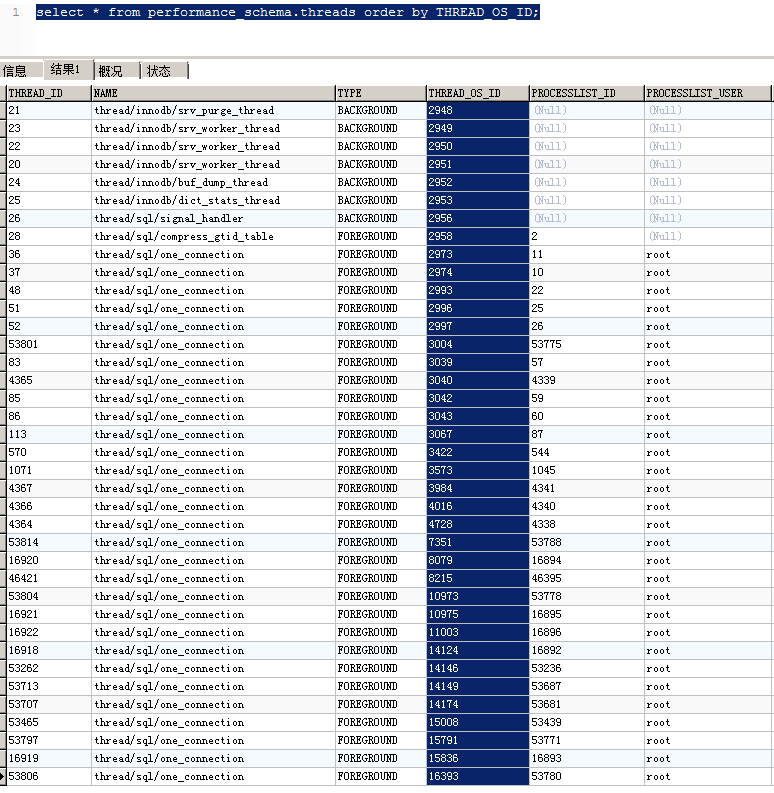 1 select * from performance_schema.threads order by THREAD_OS_ID;
信息 结果1 概况 状态
THREAD_ID NAME TYPE THREAD_OS_ID PROCESSLIST_ID PROCESSLIST_USER
21 thread/innodb/srv_purge_thread BACKGROUND 2948 (Null) (Null)
23 thread/innodb/srv_worker_thread BACKGROUND 2949 (Null) (Null)
22 thread/innodb/srv_worker_thread BACKGROUND 2950 (Null) (Null)
20 thread/innodb/srv_worker_thread BACKGROUND 2951 (Null) (Null)
24 thread/innodb/buf_dump_thread BACKGROUND 2952 (Null) (Null)
25 thread/innodb/dict_stats_thread BACKGROUND 2953 (Null) (Null)
26 thread/sql/signal_handler BACKGROUND 2956 (Null) (Null)
28 thread/sql/compress_gtid_table FOREGROUND 2958 2 (Null)
36 thread/sql/one_connection FOREGROUND 2973 11 root
37 thread/sql/one_connection FOREGROUND 2974 10 root
48 thread/sql/one_connection FOREGROUND 2993 22 root
51 thread/sql/one_connection FOREGROUND 2996 25 root
52 thread/sql/one_connection FOREGROUND 2997 26 root
53801 thread/sql/one_connection FOREGROUND 3004 53775 root
83 thread/sql/one_connection FOREGROUND 3039 57 root
4365 thread/sql/one_connection FOREGROUND 3040 4339 root
85 thread/sql/one_connection FOREGROUND 3042 59 root
86 thread/sql/one_connection FOREGROUND 3043 60 root
113 thread/sql/one_connection FOREGROUND 3067 87 root
570 thread/sql/one_connection FOREGROUND 3422 544 root
1071 thread/sql/one_connection FOREGROUND 3573 1045 root
4367 thread/sql/one_connection FOREGROUND 3984 4341 root
4366 thread/sql/one_connection FOREGROUND 4016 4340 root
4364 thread/sql/one_connection FOREGROUND 4728 4338 root
53814 thread/sql/one_connection FOREGROUND 7351 53788 root
16920 thread/sql/one_connection FOREGROUND 8079 16894 root
46421 thread/sql/one_connection FOREGROUND 8215 46395 root
53804 thread/sql/one_connection FOREGROUND 10973 53778 root
16921 thread/sql/one_connection FOREGROUND 10975 16895 root
16922 thread/sql/one_connection FOREGROUND 11003 16896 root
16918 thread/sql/one_connection FOREGROUND 14124 16892 root
53262 thread/sql/one_connection FOREGROUND 14146 53236 root
53713 thread/sql/one_connection FOREGROUND 14149 53687 root
53707 thread/sql/one_connection FOREGROUND 14174 53681 root
53465 thread/sql/one_connection FOREGROUND 15008 53439 root
53797 thread/sql/one_connection FOREGROUND 15791 53771 root
16919 thread/sql/one_connection FOREGROUND 15836 16893 root
53806 thread/sql/one_connection FOREGROUND 16393 53780 root